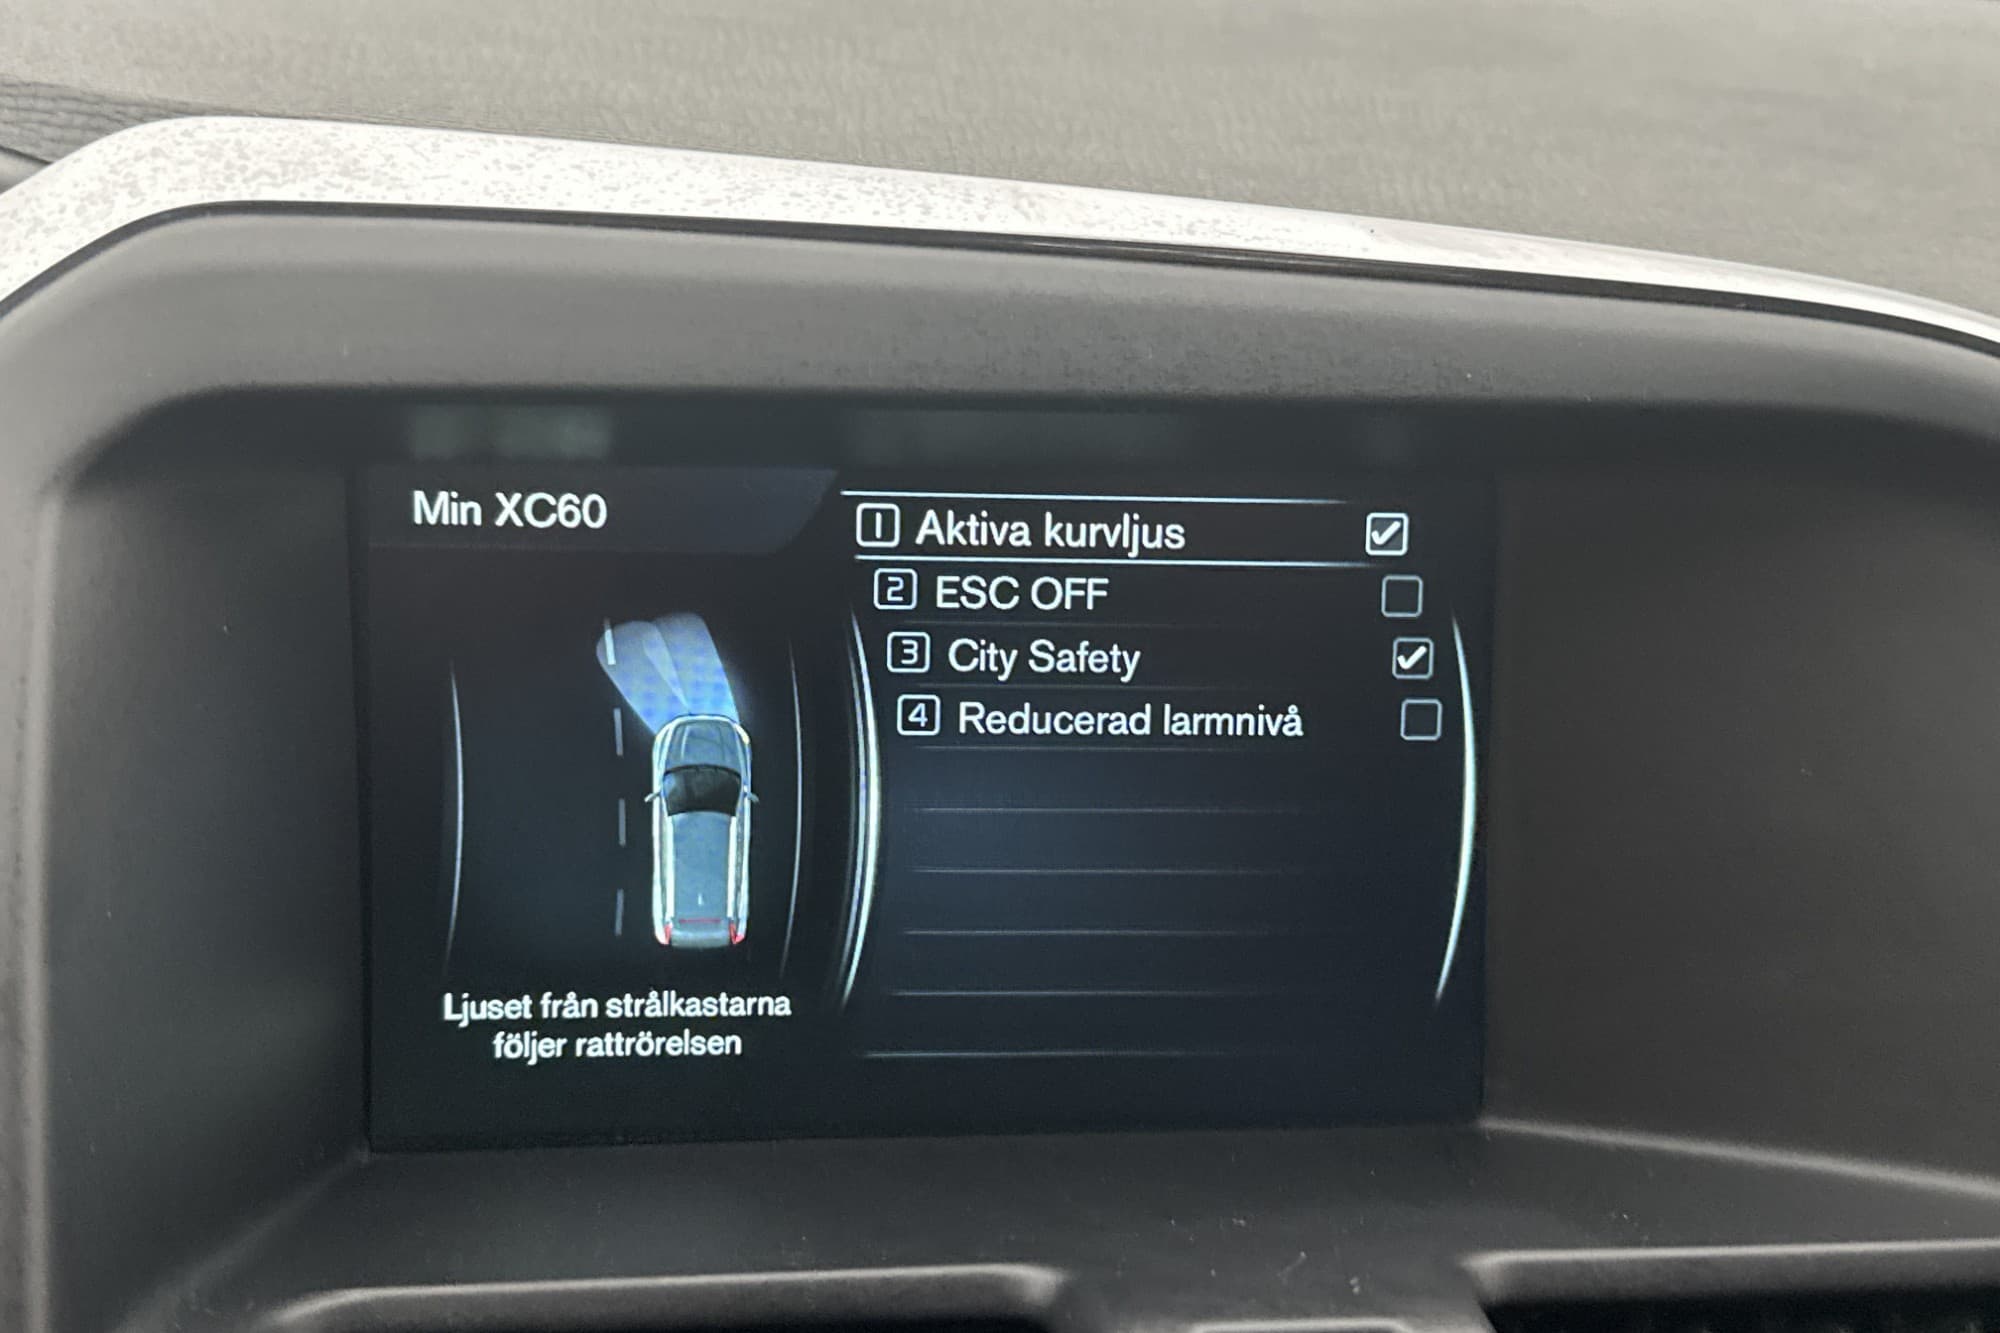 Min XC60
1 Aktiva kurvljus
2 ESC OFF
3 City Safety
4 Reducerad larmnivå
Ljuset från strålkastarna
följer rattrörelsen